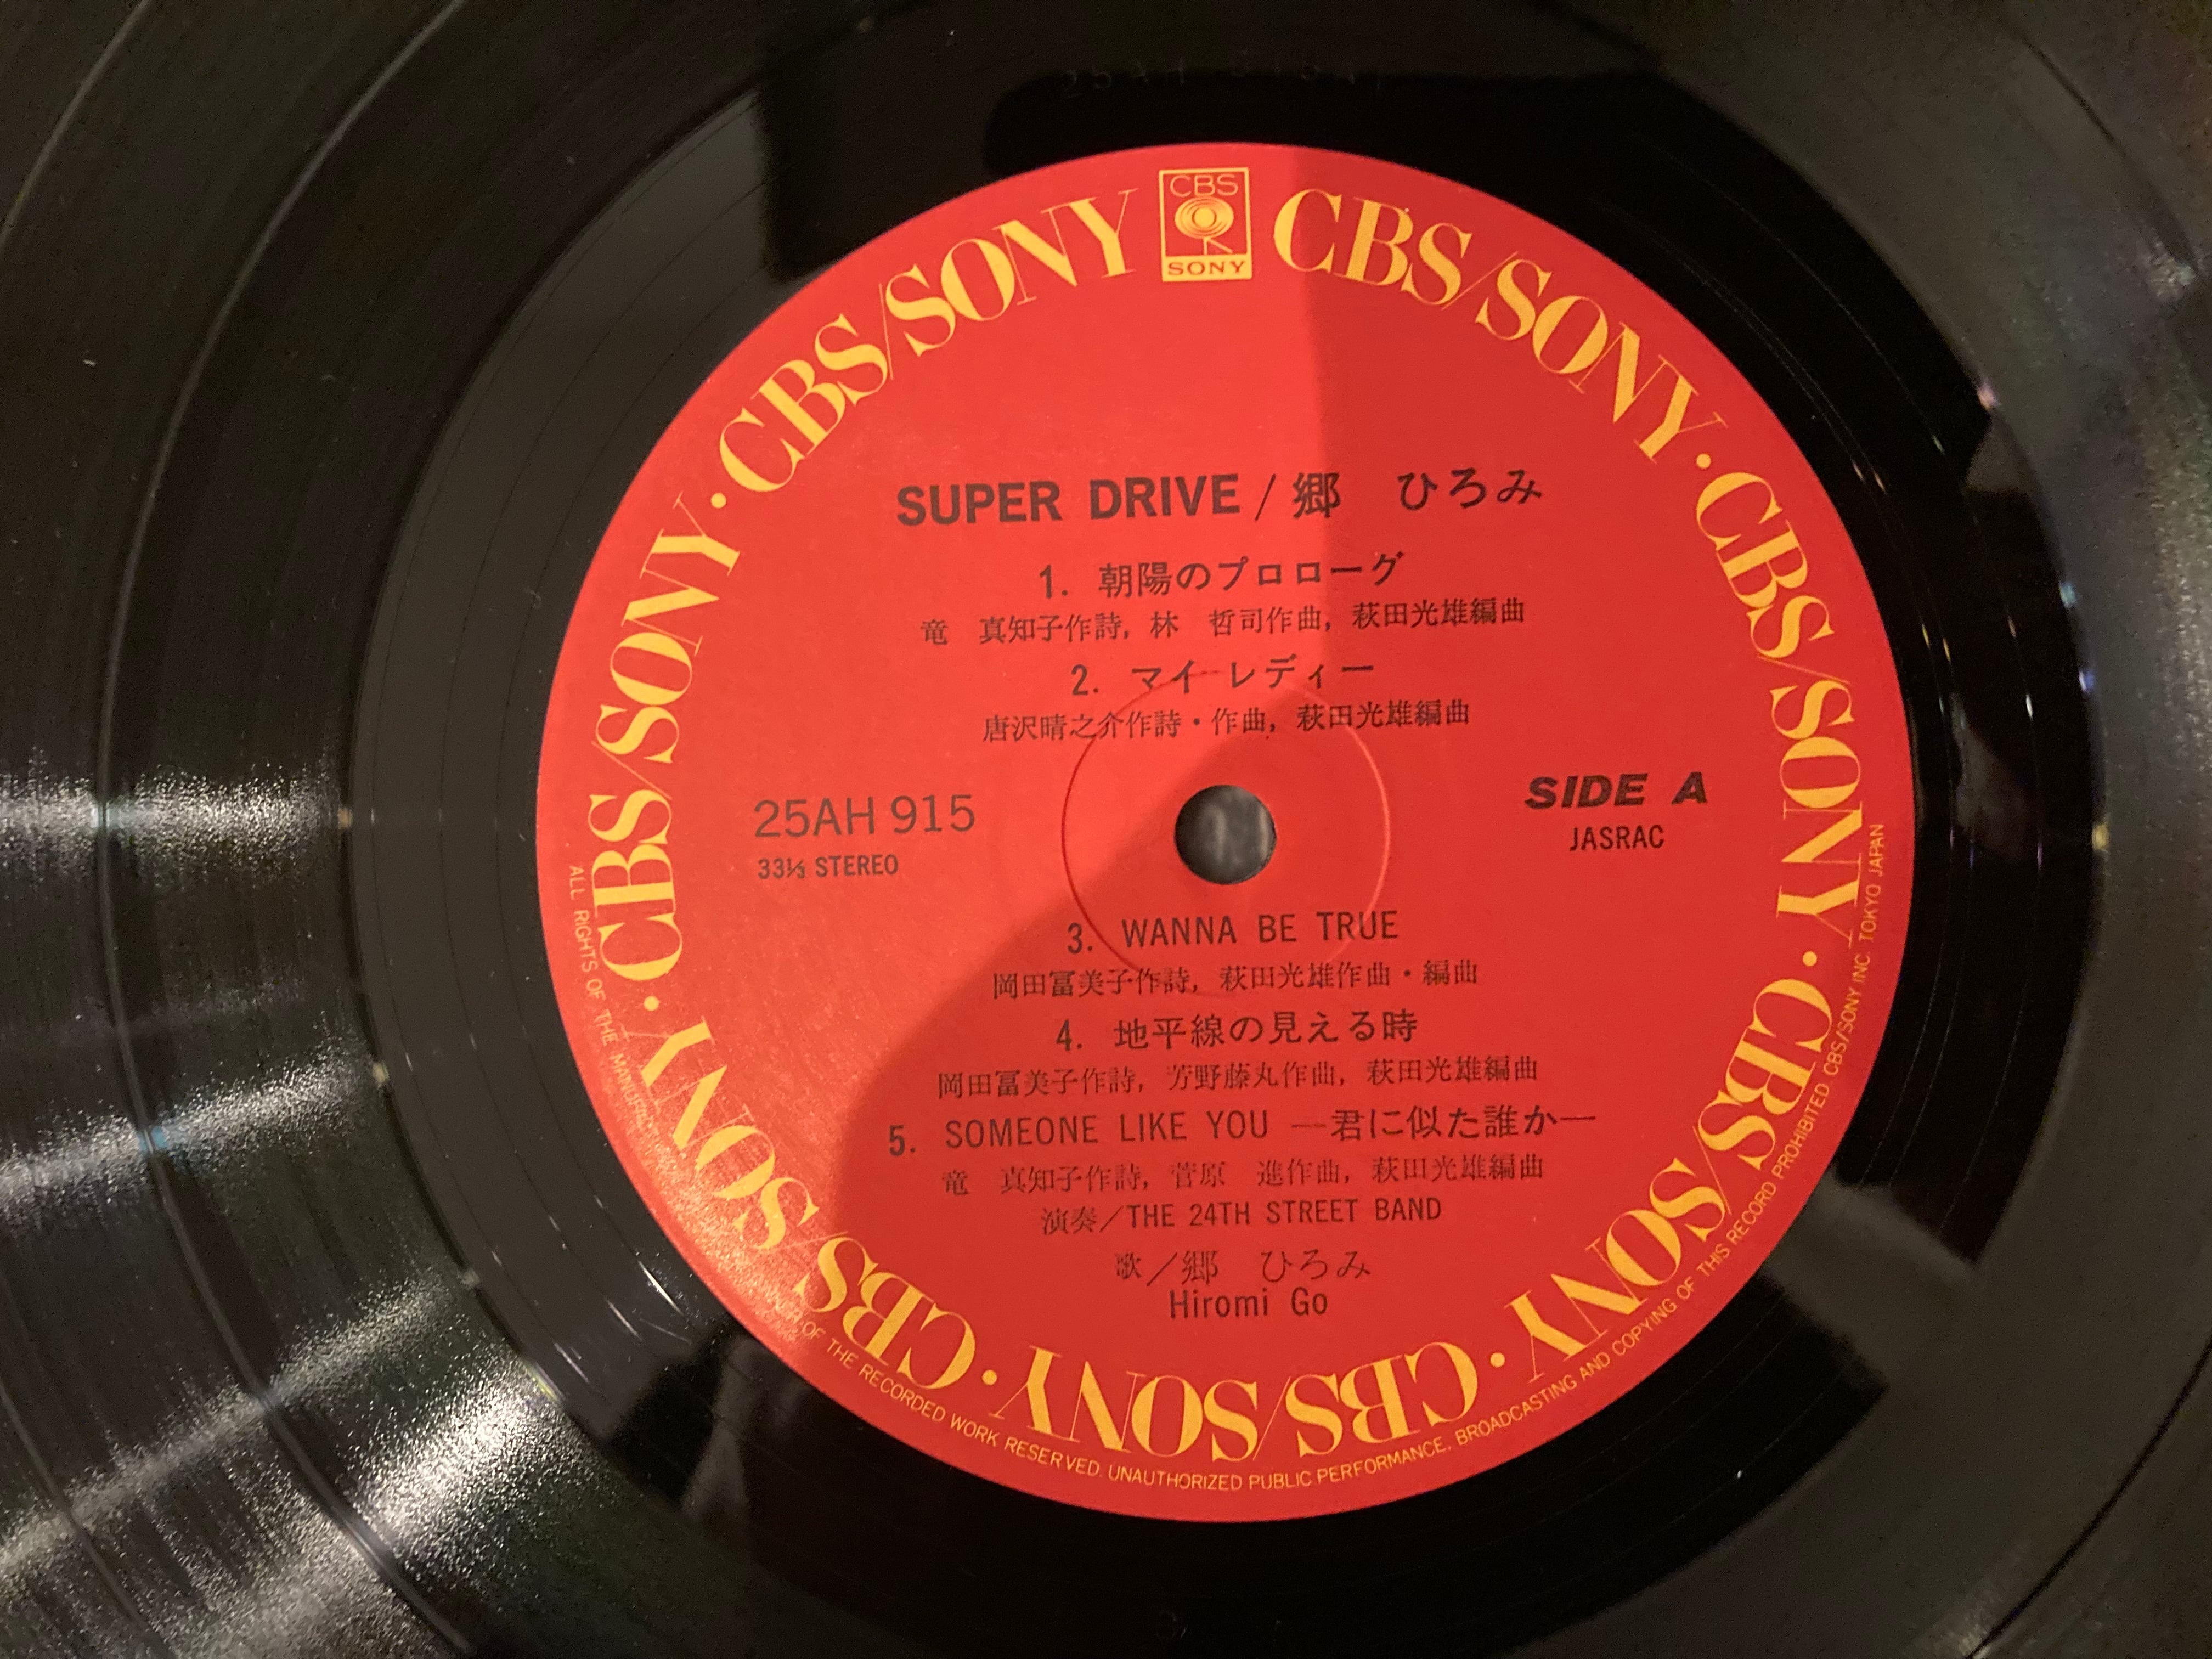 CBS
SONY
CBS/SONY · CBS/SONY · CBS/SONY · CBS/SONY · CBS/SONY · CBS/SONY · CBS/SONY
SUPER DRIVE / 郷 ひろみ
1. 朝陽のプロローグ
竜 真知子作詩, 林 哲司作曲, 萩田光雄編曲
2. マイ レディー
唐沢晴之介作詩・作曲, 萩田光雄編曲
25AH 915
33⅓ STEREO
SIDE A
JASRAC
3. WANNA BE TRUE
岡田冨美子作詩, 萩田光雄作曲・編曲
4. 地平線の見える時
岡田冨美子作詩, 芳野藤丸作曲, 萩田光雄編曲
5. SOMEONE LIKE YOU ―君に似た誰か―
竜 真知子作詩, 菅原 進作曲, 萩田光雄編曲
演奏／THE 24TH STREET BAND
歌／郷 ひろみ
Hiromi Go
ALL RIGHTS OF THE OF THE RECORDED WORK RESERVED. UNAUTHORIZED PUBLIC PERFORMANCE, BROADCASTING AND COPYING OF THIS RECORD PROHIBITED CBS/SONY INC. TOKYO JAPAN